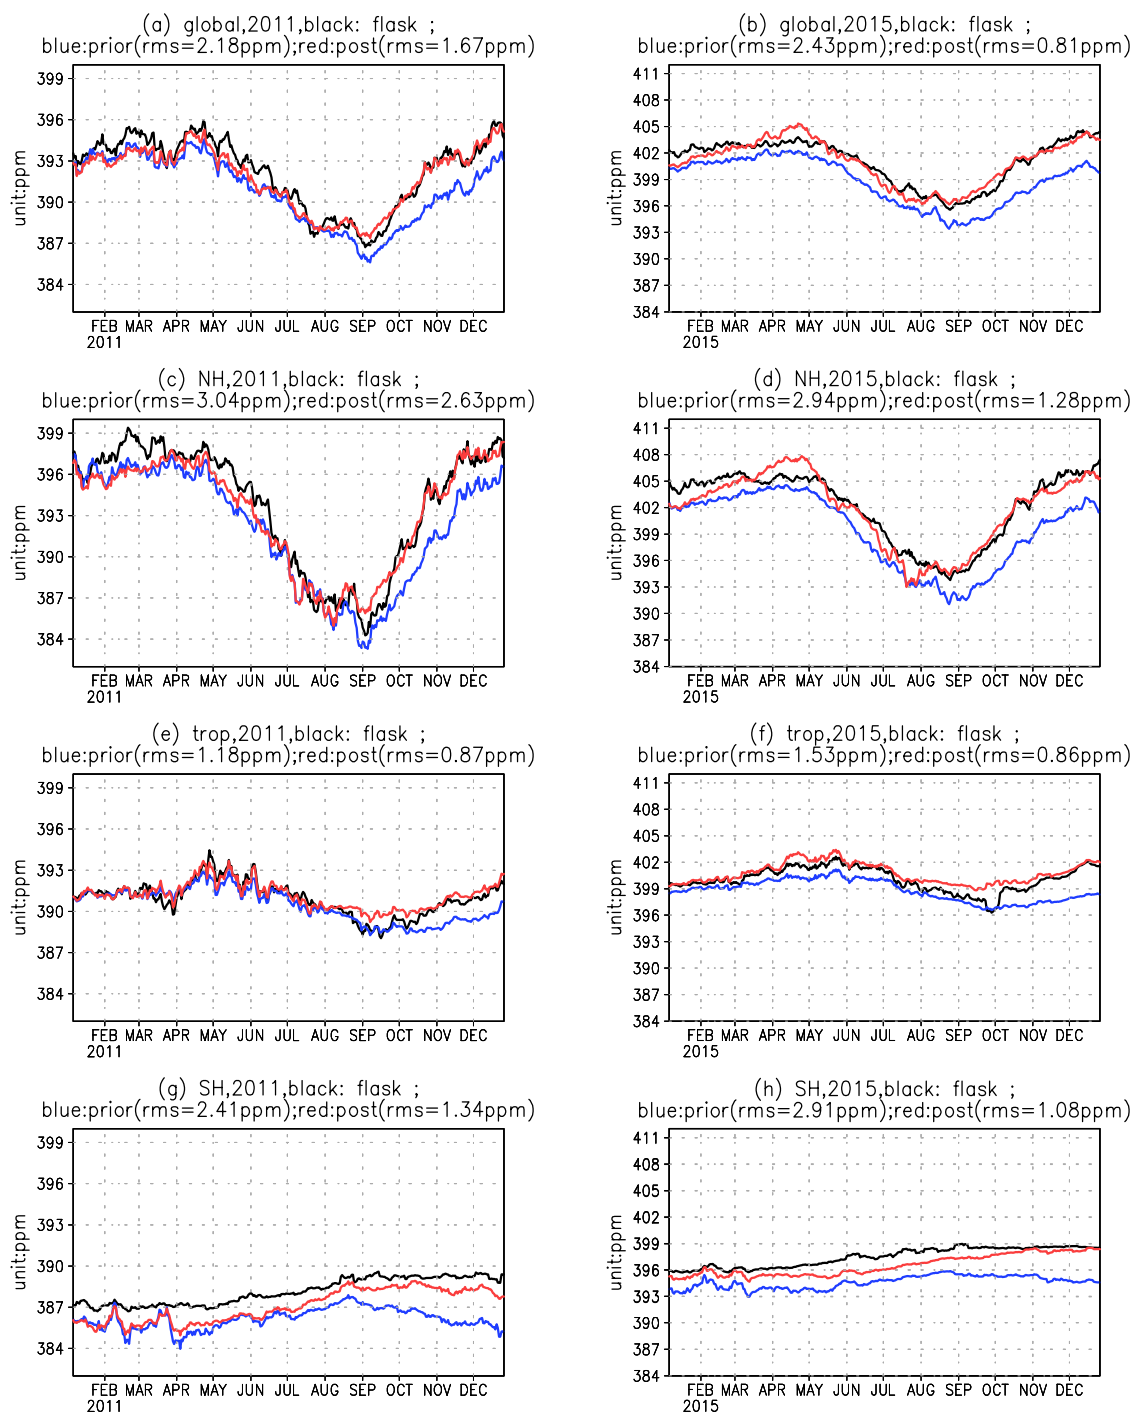 (a) global,2011,black: flask ;
blue:prior(rms=2.18ppm);red:post(rms=1.67ppm)
unit:ppm
399
396
393
390
387
384
FEB MAR APR MAY JUN JUL AUG SEP OCT NOV DEC
2011
(b) global,2015,black: flask ;
blue:prior(rms=2.43ppm);red:post(rms=0.81ppm)
unit:ppm
411
408
405
402
399
396
393
390
387
384
FEB MAR APR MAY JUN JUL AUG SEP OCT NOV DEC
2015
(c) NH,2011,black: flask ;
blue:prior(rms=3.04ppm);red:post(rms=2.63ppm)
unit:ppm
399
396
393
390
387
384
FEB MAR APR MAY JUN JUL AUG SEP OCT NOV DEC
2011
(d) NH,2015,black: flask ;
blue:prior(rms=2.94ppm);red:post(rms=1.28ppm)
unit:ppm
411
408
405
402
399
396
393
390
387
384
FEB MAR APR MAY JUN JUL AUG SEP OCT NOV DEC
2015
(e) trop,2011,black: flask ;
blue:prior(rms=1.18ppm);red:post(rms=0.87ppm)
unit:ppm
399
396
393
390
387
384
FEB MAR APR MAY JUN JUL AUG SEP OCT NOV DEC
2011
(f) trop,2015,black: flask ;
blue:prior(rms=1.53ppm);red:post(rms=0.86ppm)
unit:ppm
411
408
405
402
399
396
393
390
387
384
FEB MAR APR MAY JUN JUL AUG SEP OCT NOV DEC
2015
(g) SH,2011,black: flask ;
blue:prior(rms=2.41ppm);red:post(rms=1.34ppm)
unit:ppm
399
396
393
390
387
384
FEB MAR APR MAY JUN JUL AUG SEP OCT NOV DEC
2011
(h) SH,2015,black: flask ;
blue:prior(rms=2.91ppm);red:post(rms=1.08ppm)
unit:ppm
411
408
405
402
399
396
393
390
387
384
FEB MAR APR MAY JUN JUL AUG SEP OCT NOV DEC
2015